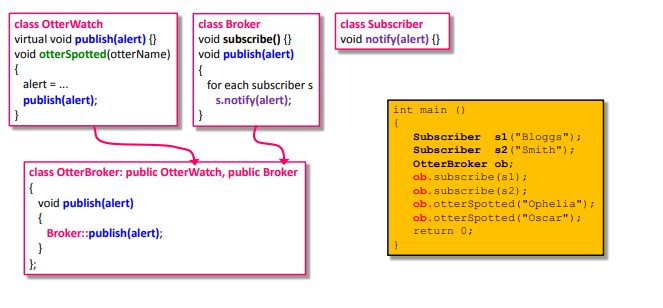 class OtterWatch
virtual void publish(alert) {}
void otterSpotted(otterName)
{
alert = ...
publish(alert);
}
class Broker
void subscribe() {}
void publish(alert)
{
for each subscriber s
s.notify(alert);
}
class Subscriber
void notify(alert) {}
class OtterBroker: public OtterWatch, public Broker
{
void publish(alert)
{
Broker::publish(alert);
}
};
int main ()
{
Subscriber s1("Bloggs");
Subscriber s2("Smith");
OtterBroker ob;
ob.subscribe(s1);
ob.subscribe(s2);
ob.otterSpotted("Ophelia");
ob.otterSpotted("Oscar");
return 0;
}